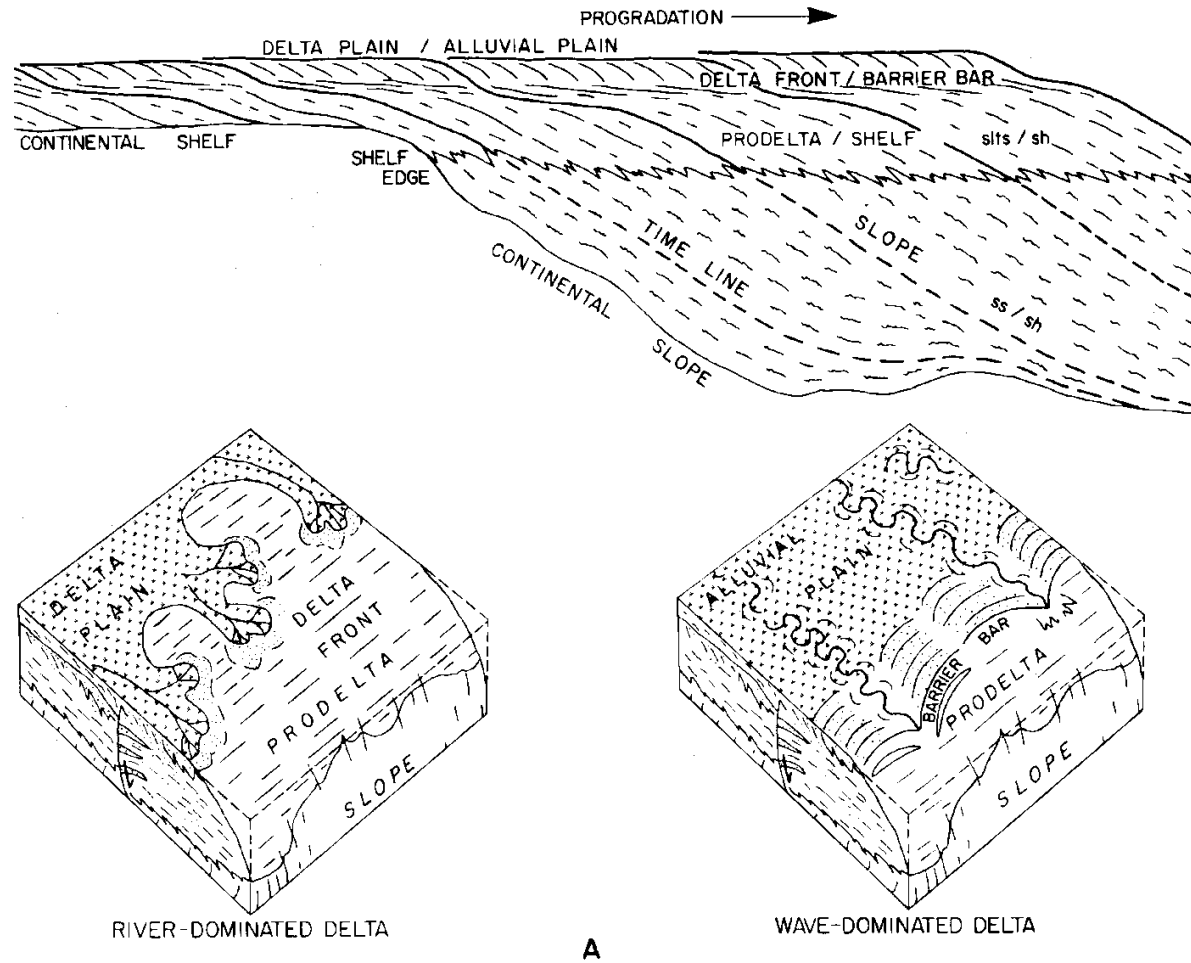 PROGRADATION
DELTA PLAIN / ALLUVIAL PLAIN
DELTA FRONT / BARRIER BAR
CONTINENTAL SHELF
SHELF
EDGE
PRODELTA / SHELF
slts / sh
TIME LINE
SLOPE
CONTINENTAL
SLOPE
ss / sh
DELTA
PLAIN
DELTA
FRONT
PRODELTA
SLOPE
RIVER-DOMINATED DELTA
ALLUVIAL
PLAIN
BARRIER
BAR
PRODELTA
SLOPE
WAVE-DOMINATED DELTA
A